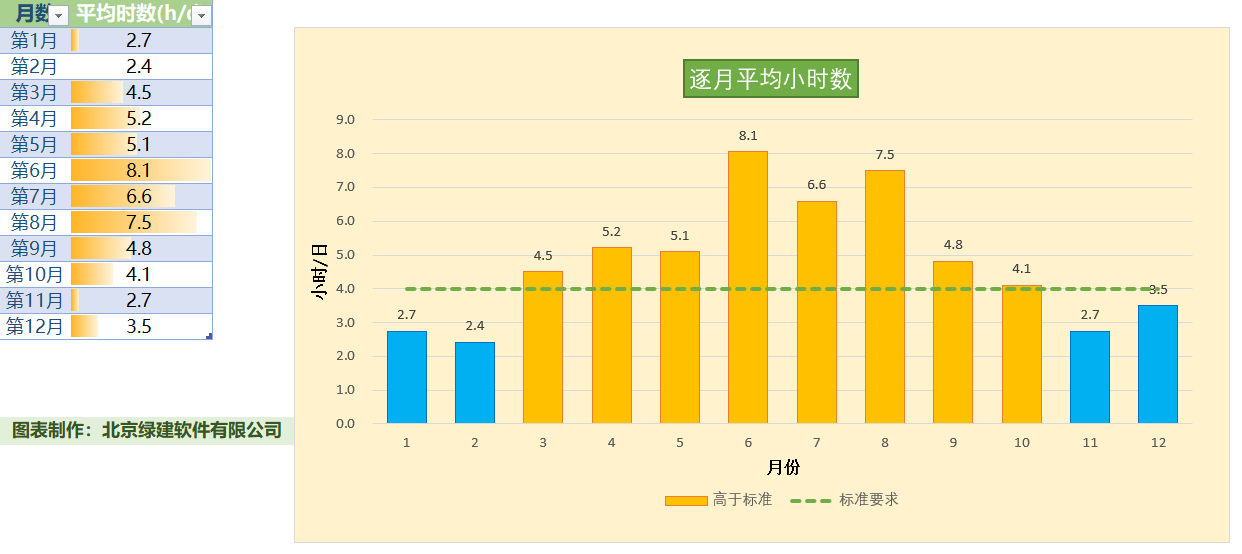 月数 平均时数(h/d
第1月 2.7
第2月 2.4
第3月 4.5
第4月 5.2
第5月 5.1
第6月 8.1
第7月 6.6
第8月 7.5
第9月 4.8
第10月 4.1
第11月 2.7
第12月 3.5
图表制作：北京绿建软件有限公司
逐月平均小时数
小时/日
9.0
8.0
7.0
6.0
5.0
4.0
3.0
2.0
1.0
0.0
2.7 2.4 4.5 5.2 5.1 8.1 6.6 7.5 4.8 4.1 2.7 3.5
1 2 3 4 5 6 7 8 9 10 11 12
月份
高于标准 标准要求